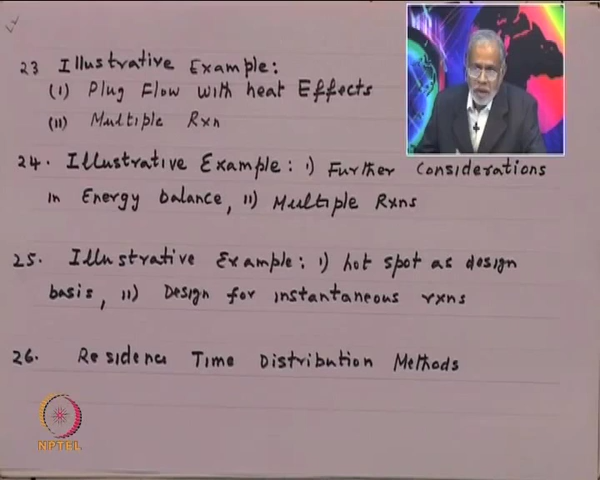 23 Illustrative Example:
(I) Plug Flow with heat Effects
(II) Multiple Rxn
24. Illustrative Example: I) Further Considerations
in Energy balance, II) Multiple Rxns
25. Illustrative Example: I) hot spot as design
basis, II) Design for instantaneous rxns
26. Residence Time Distribution Methods
NPTEL